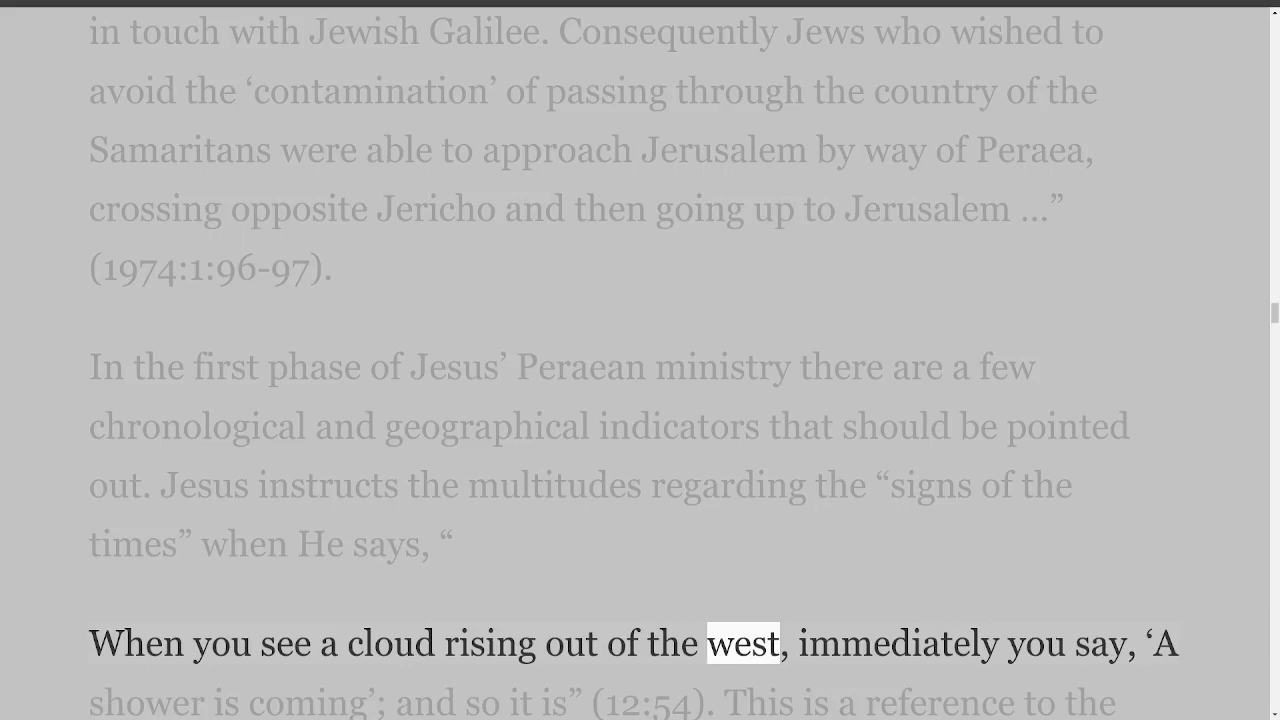 in touch with Jewish Galilee. Consequently Jews who wished to
avoid the ‘contamination’ of passing through the country of the
Samaritans were able to approach Jerusalem by way of Peraea,
crossing opposite Jericho and then going up to Jerusalem ...”
(1974:1:96-97).
In the first phase of Jesus’ Peraean ministry there are a few
chronological and geographical indicators that should be pointed
out. Jesus instructs the multitudes regarding the “signs of the
times” when He says, “
When you see a cloud rising out of the west, immediately you say, ‘A
shower is coming’; and so it is” (12:54). This is a reference to the